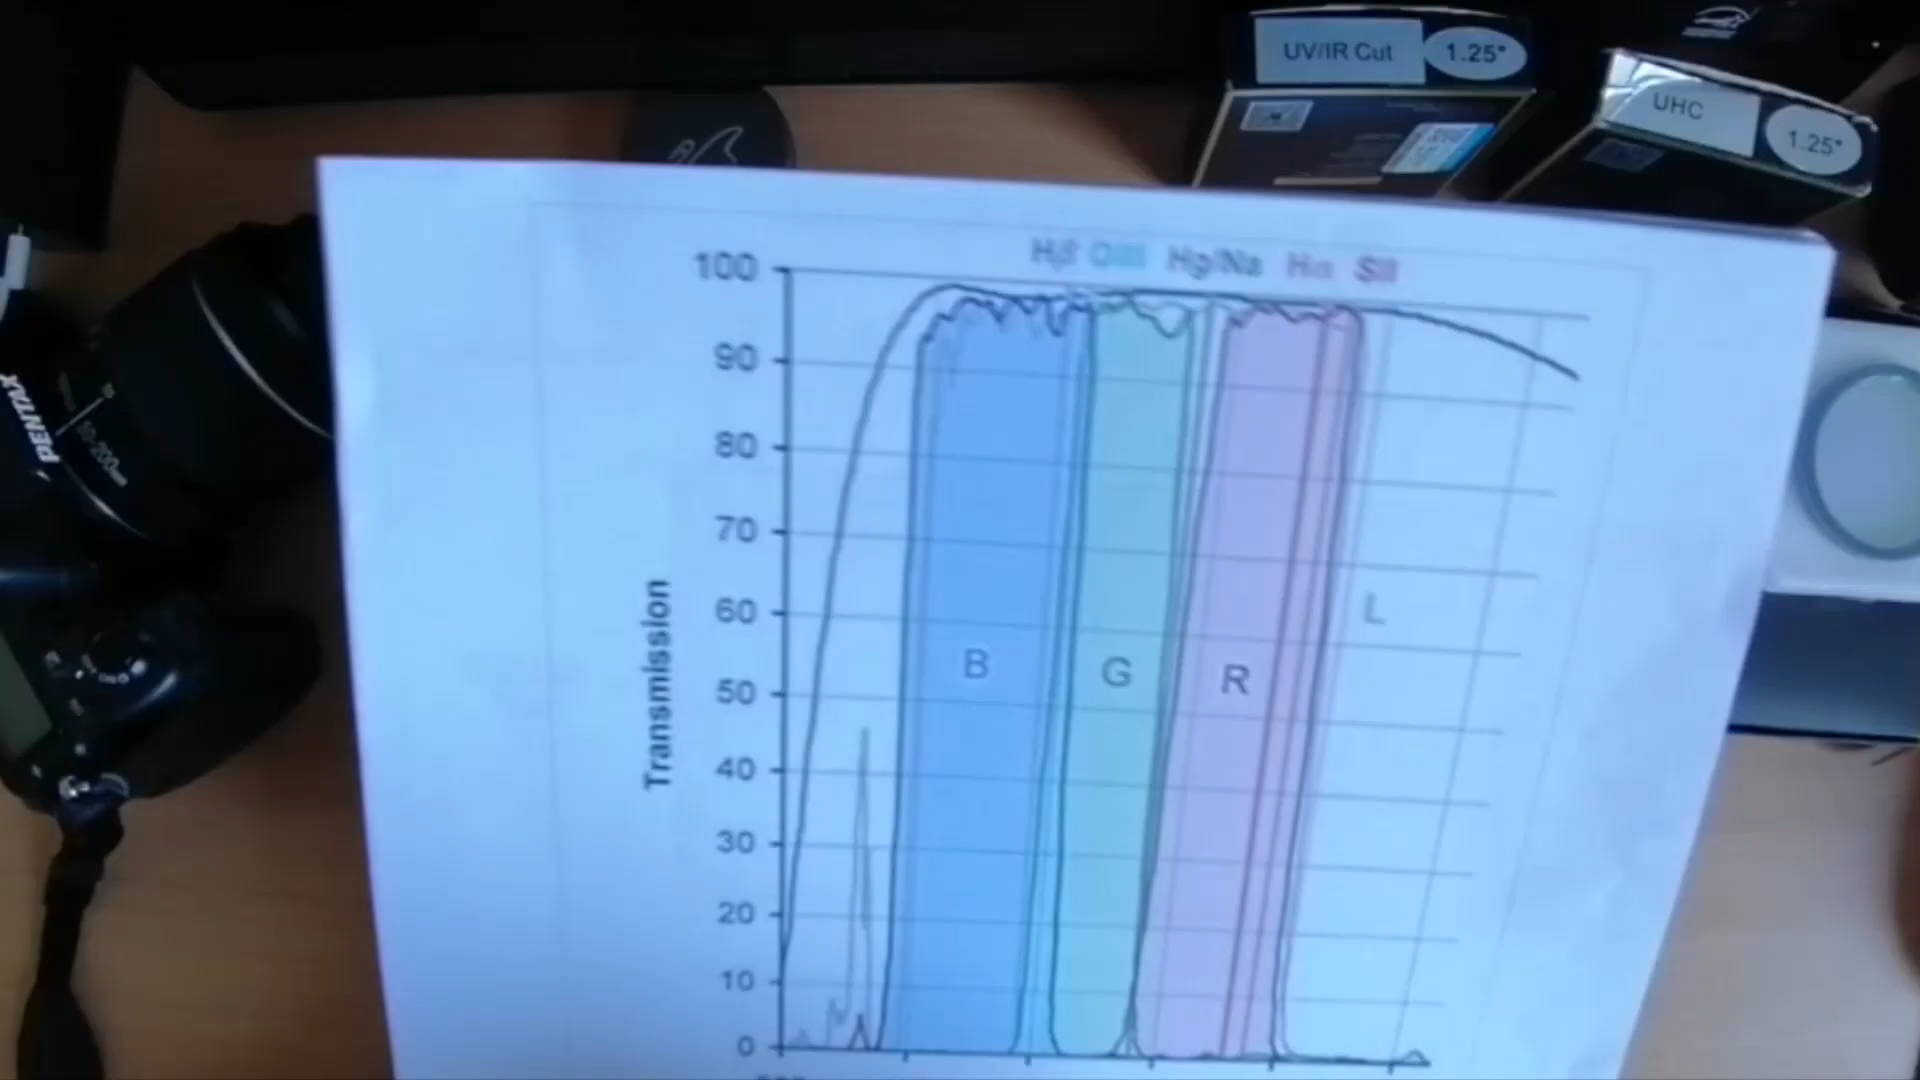 UV/IR Cut 1.25"
UHC 1.25"
PENTAX
Hβ OIII Hg/Na Hα SII
100
90
80
70
60
50
40
30
20
10
0
Transmission
B G R L